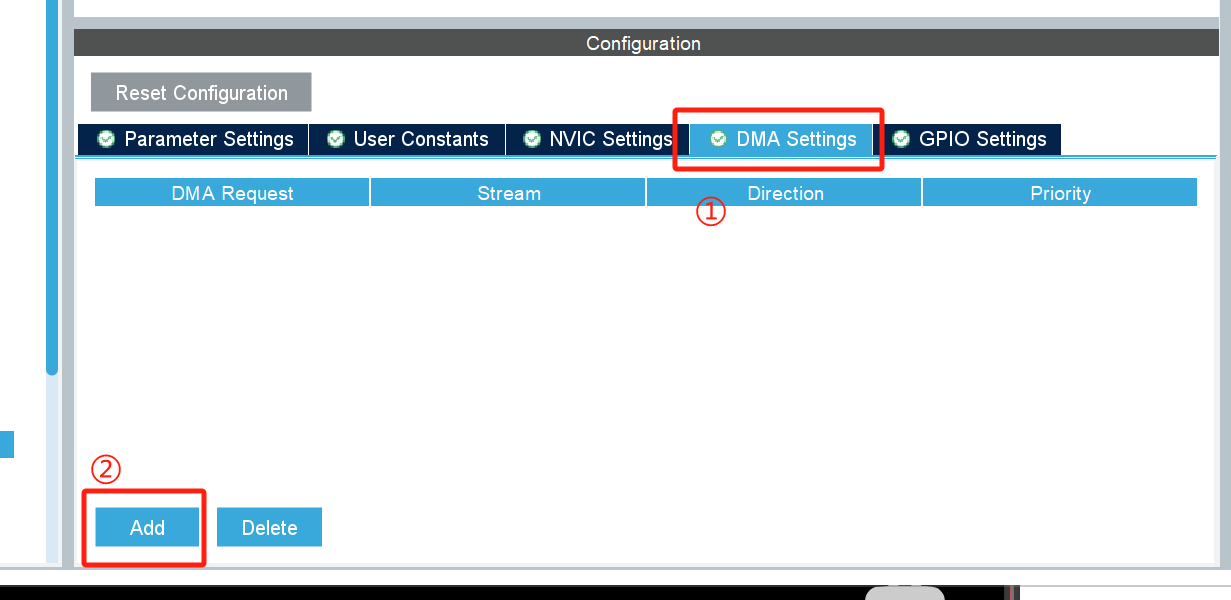 Configuration
Reset Configuration
Parameter Settings User Constants NVIC Settings DMA Settings GPIO Settings
DMA Request Stream Direction Priority
①
②
Add Delete